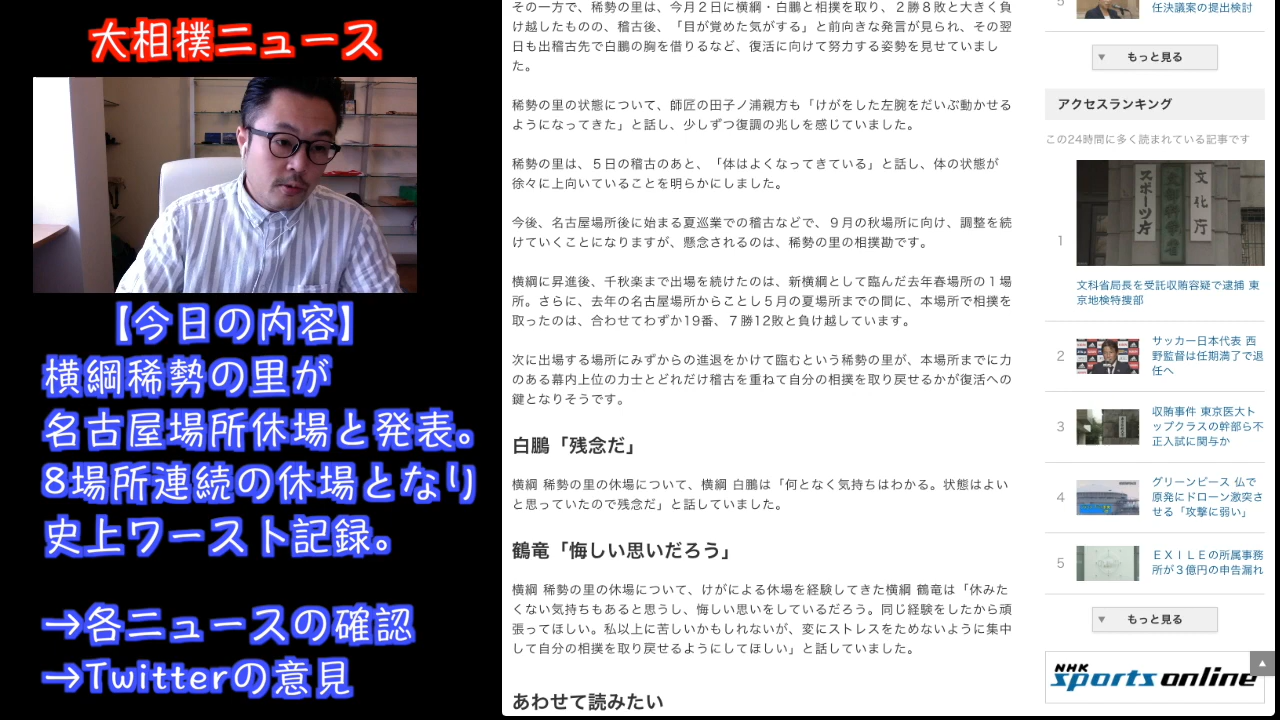 大相撲ニュース
【今日の内容】
横綱稀勢の里が
名古屋場所休場と発表。
8場所連続の休場となり
史上ワースト記録。
→各ニュースの確認
→Twitterの意見
その一方で、稀勢の里は、今月２日に横綱・白鵬と相撲を取り、２勝８敗と大きく負
け越したものの、稽古後、「目が覚めた気がする」と前向きな発言が見られ、その翌
日も出稽古先で白鵬の胸を借りるなど、復活に向けて努力する姿勢を見せていまし
た。
稀勢の里の状態について、師匠の田子ノ浦親方も「けがをした左腕をだいぶ動かせる
ようになってきた」と話し、少しずつ復調の兆しを感じていました。
稀勢の里は、５日の稽古のあと、「体はよくなってきている」と話し、体の状態が
徐々に上向いていることを明らかにしました。
今後、名古屋場所後に始まる夏巡業での稽古などで、９月の秋場所に向け、調整を続
けていくことになりますが、懸念されるのは、稀勢の里の相撲勘です。
横綱に昇進後、千秋楽まで出場を続けたのは、新横綱として臨んだ去年春場所の１場
所。さらに、去年の名古屋場所からことし５月の夏場所までの間に、本場所で相撲を
取ったのは、合わせてわずか19番、７勝12敗と負け越しています。
次に出場する場所にみずからの進退をかけて臨むという稀勢の里が、本場所までに力
のある幕内上位の力士とどれだけ稽古を重ねて自分の相撲を取り戻せるかが復活への
鍵となりそうです。
白鵬「残念だ」
横綱 稀勢の里の休場について、横綱 白鵬は「何となく気持ちはわかる。状態はよい
と思っていたので残念だ」と話していました。
鶴竜「悔しい思いだろう」
横綱 稀勢の里の休場について、けがによる休場を経験してきた横綱 鶴竜は「休みた
くない気持ちもあると思うし、悔しい思いをしているだろう。同じ経験をしたから頑
張ってほしい。私以上に苦しいかもしれないが、変にストレスをためないように集中
して自分の相撲を取り戻せるようにしてほしい」と話していました。
あわせて読みたい
5
任決議案の提出検討
▼ もっと見る
アクセスランキング
この24時間に多く読まれている記事です
スポーツ庁
文化庁
1
文科省局長を受託収賄容疑で逮捕 東
京地検特捜部
2
サッカー日本代表 西
野監督は任期満了で退
任へ
3
収賄事件 東京医大ト
ップクラスの幹部ら不
正入試に関与か
4
グリーンピース 仏で
原発にドローン激突さ
せる「攻撃に弱い」
5
ＥＸＩＬＥの所属事務
所が３億円の申告漏れ
▼ もっと見る
▲
NHK
sports online